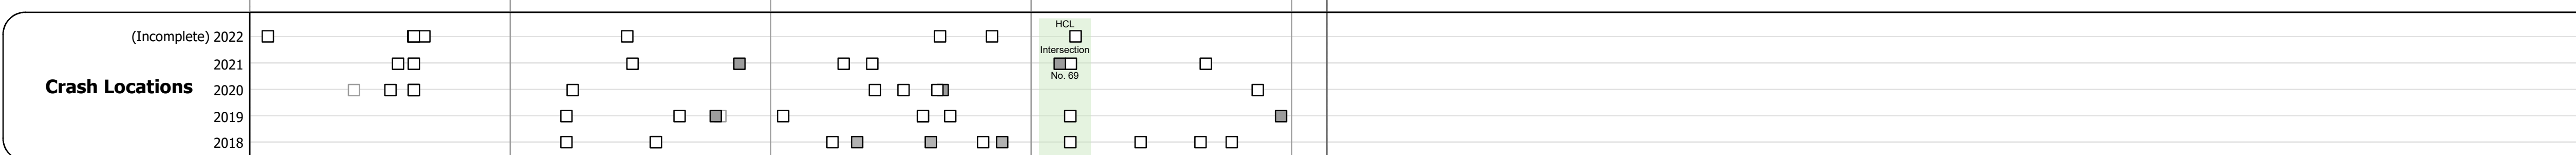 Crash Locations
(Incomplete) 2022
2021
2020
2019
2018
HCL
Intersection
No. 69